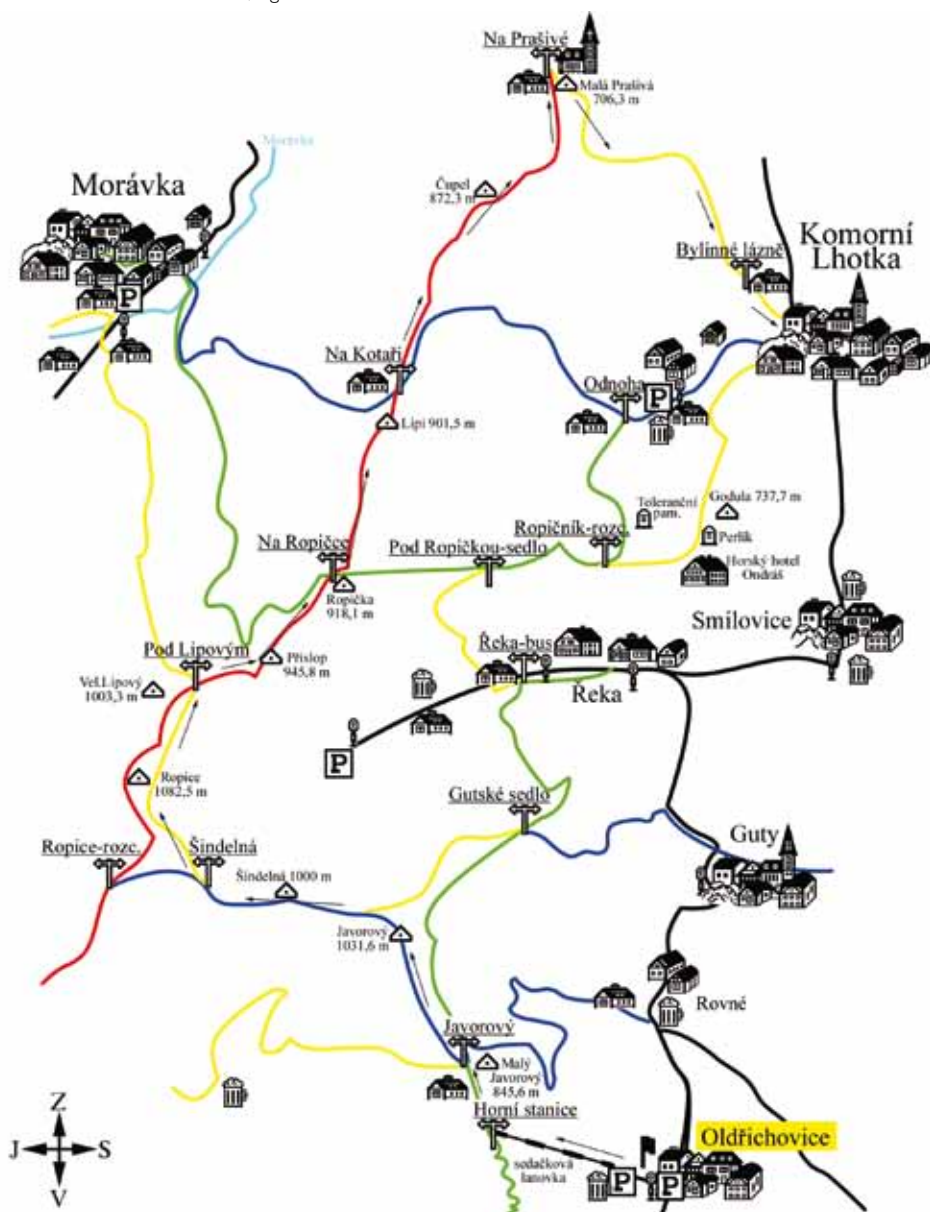 Na Prašivé
Malá Prašivá
706,3 m
Morávka
Morávka
Čupel
872,3 m
Komorní
Lhotka
Bylinné lázně
P
Na Kotaři
Odnoha
P
Lipí 901,5 m
Godula 737,7 m
Toleranční
pam.
Ropičník-rozc.
Perlík
Na Ropičce
Pod Ropičkou-sedlo
Horský hotel
Ondráš
Ropička
918,1 m
Smilovice
Řeka-bus
Pod Lipovým
Příslop
945,8 m
Vel.Lipový
1003,3 m
Řeka
P
Ropice
1082,5 m
Gutské sedlo
Guty
Ropice-rozc.
Šindelná
Šindelná 1000 m
Javorový
1031,6 m
Rovné
Javorový
Malý
Javorový
845,6 m
Horní stanice
Z
J
S
V
Oldřichovice
sedačková
lanovka
P
P